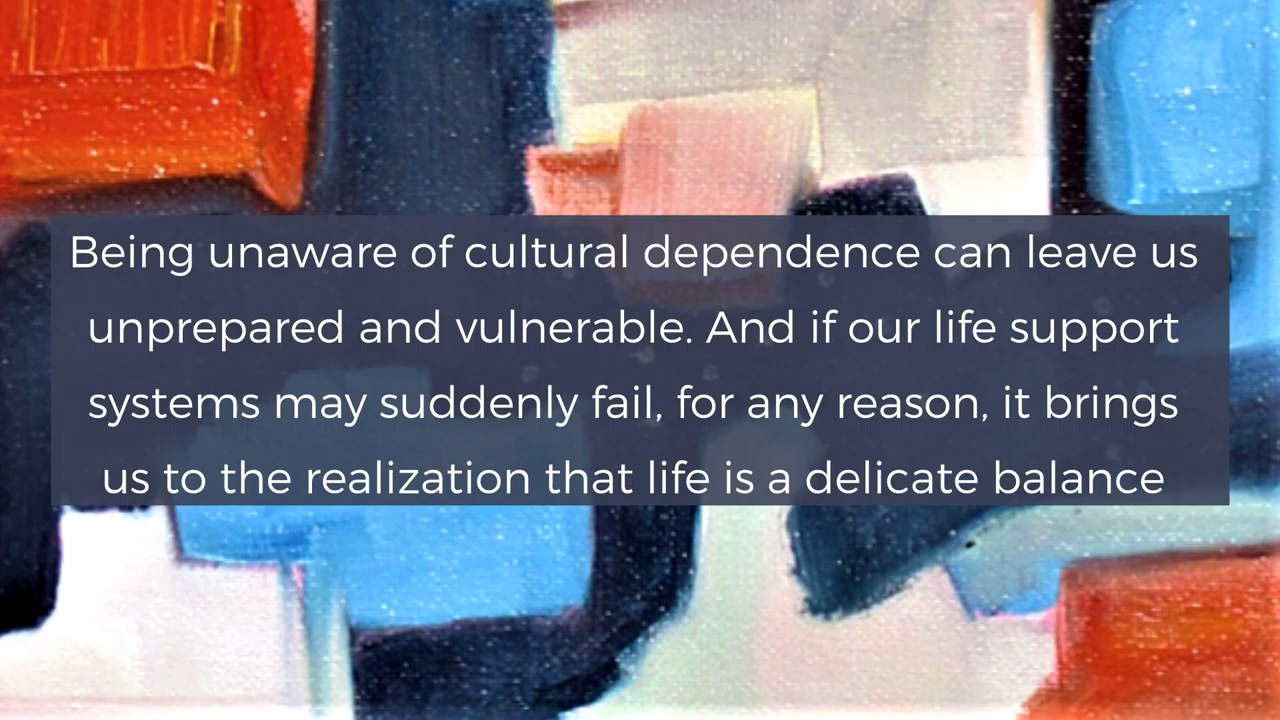 Being unaware of cultural dependence can leave us
unprepared and vulnerable. And if our life support
systems may suddenly fail, for any reason, it brings
us to the realization that life is a delicate balance